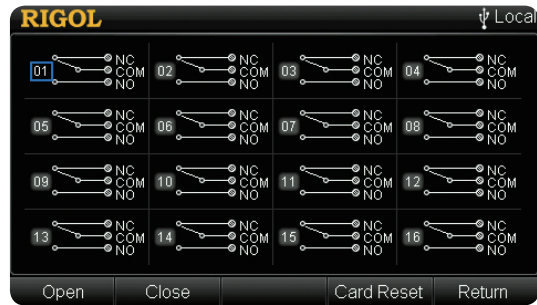 RIGOL Local
01 NC COM NO 02 NC COM NO 03 NC COM NO 04 NC COM NO
05 NC COM NO 06 NC COM NO 07 NC COM NO 08 NC COM NO
09 NC COM NO 10 NC COM NO 11 NC COM NO 12 NC COM NO
13 NC COM NO 14 NC COM NO 15 NC COM NO 16 NC COM NO
Open Close Card Reset Return